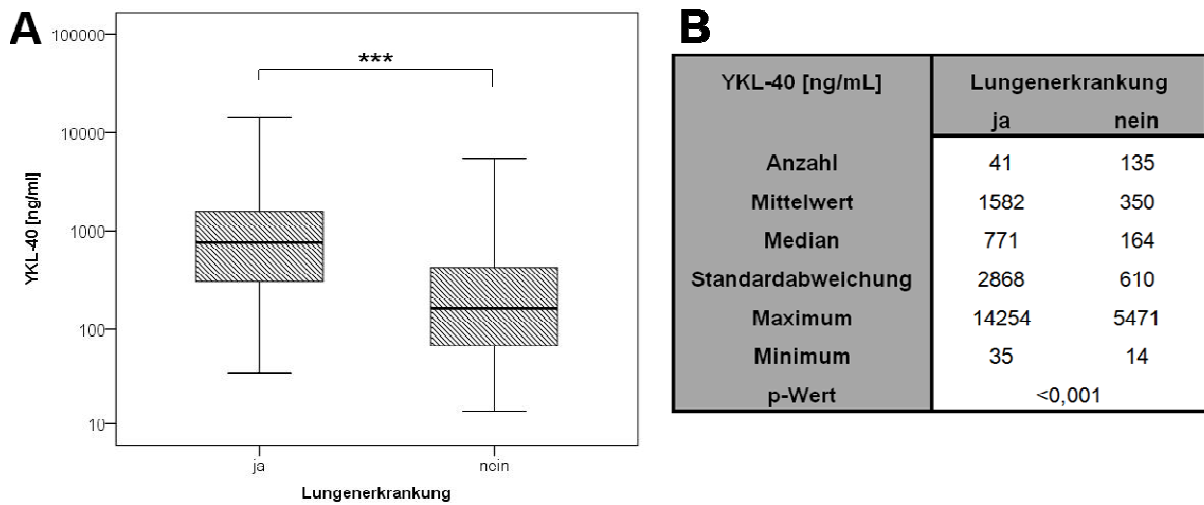 A
100000
10000
1000
100
10
YKL-40 [ng/ml]
***
ja nein
Lungenerkrankung
B
YKL-40 [ng/mL] Lungenerkrankung
ja nein
Anzahl 41 135
Mittelwert 1582 350
Median 771 164
Standardabweichung 2868 610
Maximum 14254 5471
Minimum 35 14
p-Wert <0,001